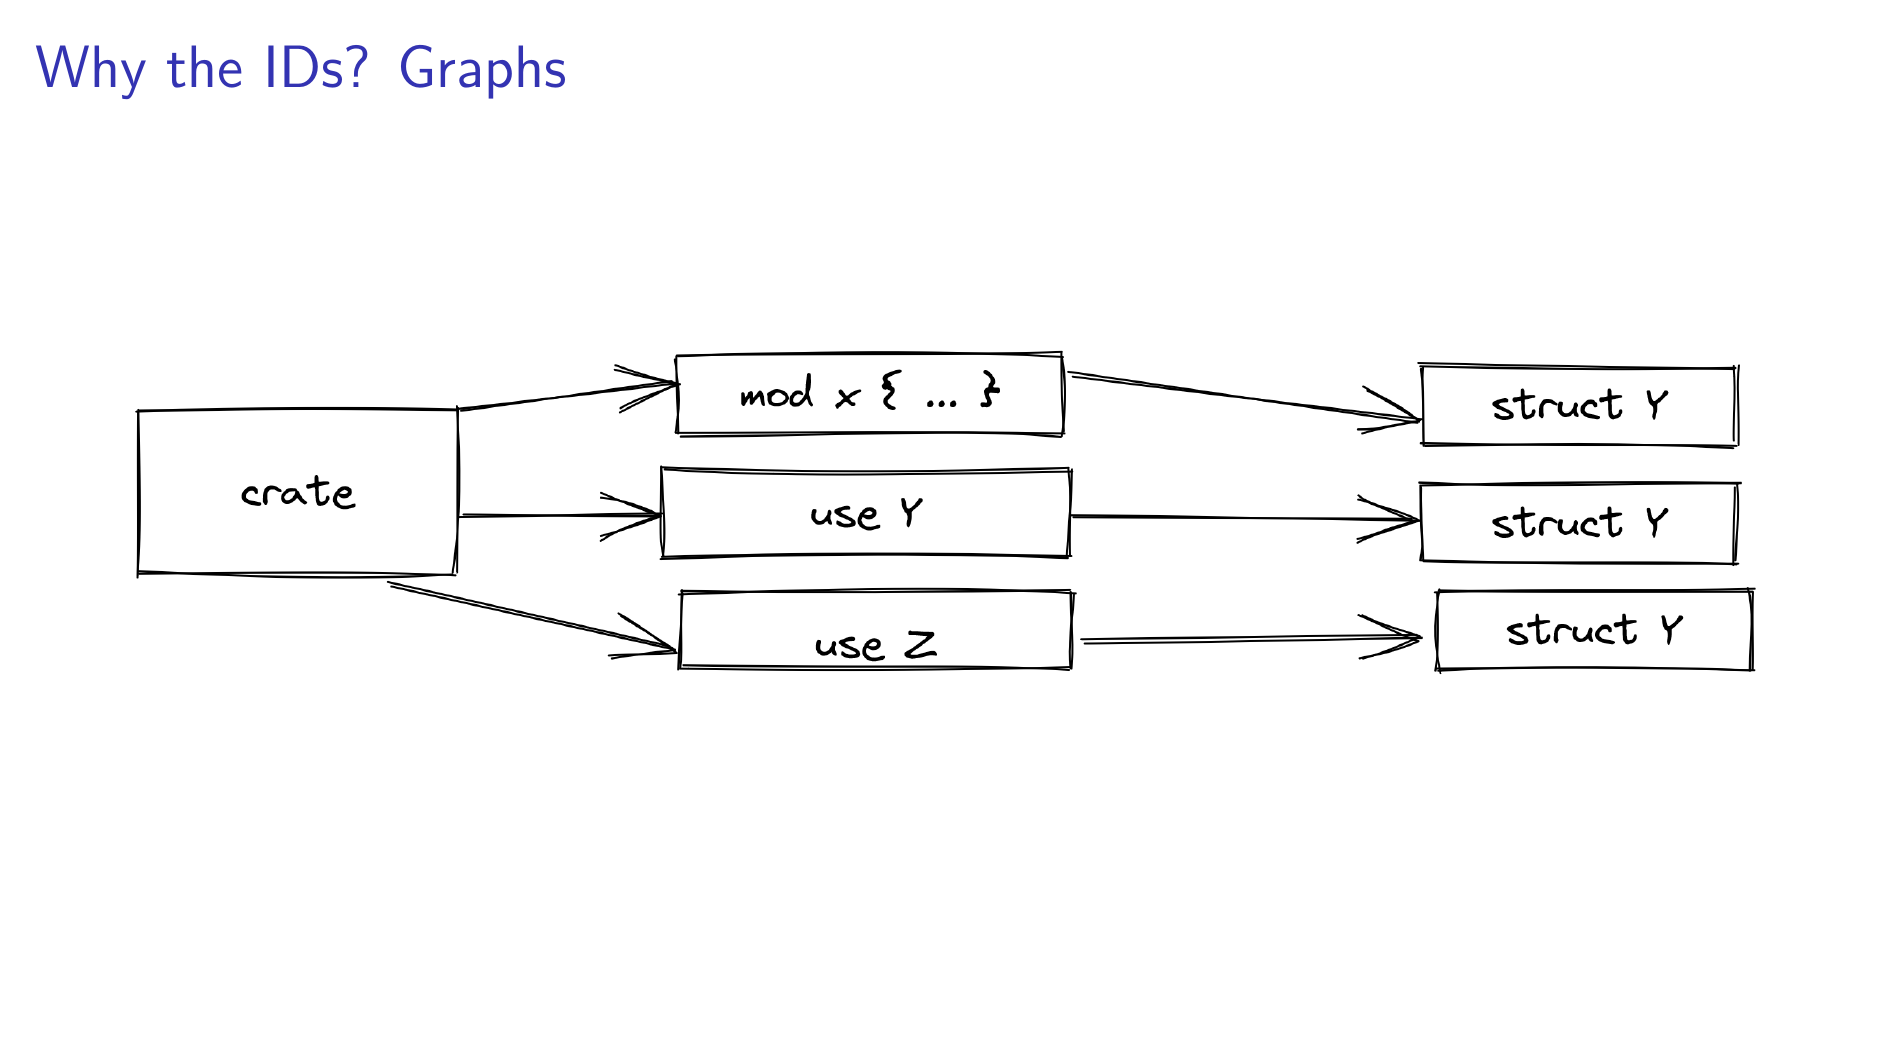 Why the IDs? Graphs
mod x { ... }
struct Y
crate
use Y
struct Y
use Z
struct Y